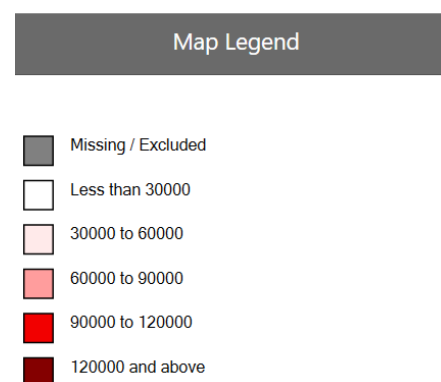 Map Legend
Missing / Excluded
Less than 30000
30000 to 60000
60000 to 90000
90000 to 120000
120000 and above